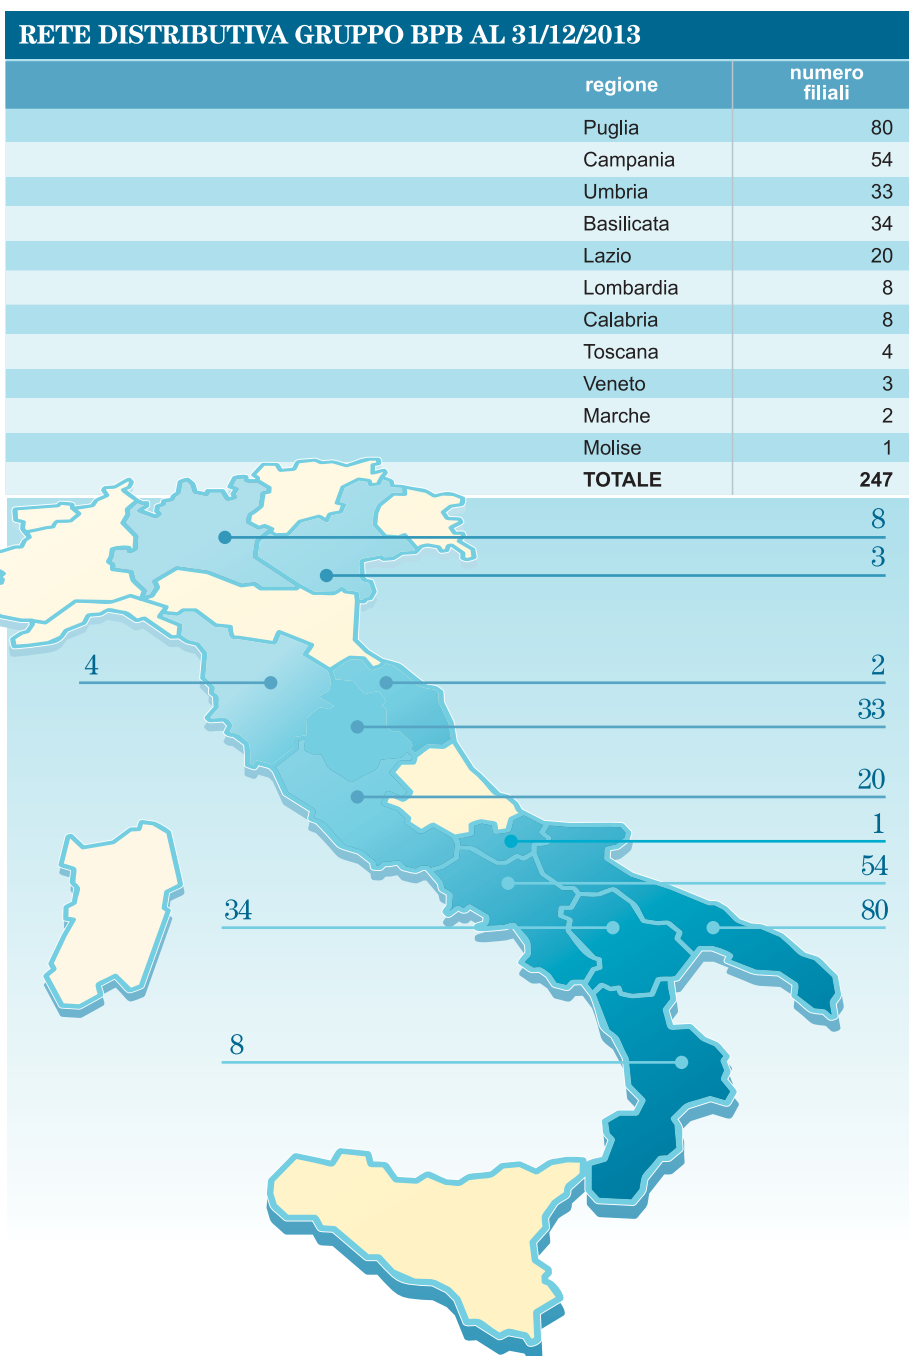 RETE DISTRIBUTIVA GRUPPO BPB AL 31/12/2013
regione numero filiali
Puglia 80
Campania 54
Umbria 33
Basilicata 34
Lazio 20
Lombardia 8
Calabria 8
Toscana 4
Veneto 3
Marche 2
Molise 1
TOTALE 247
8
3
4 2
33
20
1
54
34 80
8